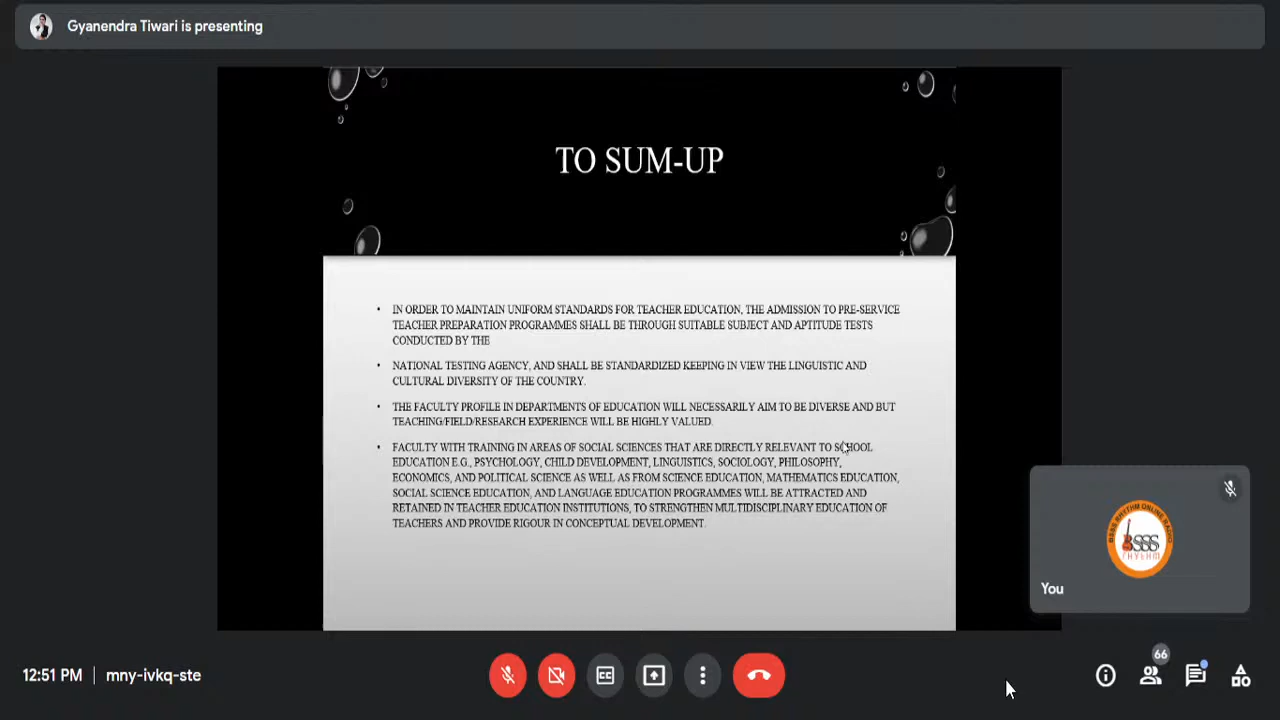 Gyanendra Tiwari is presenting
TO SUM-UP
• IN ORDER TO MAINTAIN UNIFORM STANDARDS FOR TEACHER EDUCATION, THE ADMISSION TO PRE-SERVICE
TEACHER PREPARATION PROGRAMMES SHALL BE THROUGH SUITABLE SUBJECT AND APTITUDE TESTS
CONDUCTED BY THE
• NATIONAL TESTING AGENCY, AND SHALL BE STANDARDIZED KEEPING IN VIEW THE LINGUISTIC AND
CULTURAL DIVERSITY OF THE COUNTRY.
• THE FACULTY PROFILE IN DEPARTMENTS OF EDUCATION WILL NECESSARILY AIM TO BE DIVERSE AND BUT
TEACHING/FIELD/RESEARCH EXPERIENCE WILL BE HIGHLY VALUED.
• FACULTY WITH TRAINING IN AREAS OF SOCIAL SCIENCES THAT ARE DIRECTLY RELEVANT TO SCHOOL
EDUCATION E.G., PSYCHOLOGY, CHILD DEVELOPMENT, LINGUISTICS, SOCIOLOGY, PHILOSOPHY,
ECONOMICS, AND POLITICAL SCIENCE AS WELL AS FROM SCIENCE EDUCATION, MATHEMATICS EDUCATION,
SOCIAL SCIENCE EDUCATION, AND LANGUAGE EDUCATION PROGRAMMES WILL BE ATTRACTED AND
RETAINED IN TEACHER EDUCATION INSTITUTIONS, TO STRENGTHEN MULTIDISCIPLINARY EDUCATION OF
TEACHERS AND PROVIDE RIGOUR IN CONCEPTUAL DEVELOPMENT.
BSSS RHYTHM ONLINE RADIO
BSSS
RHYTHM
You
12:51 PM | mny-ivkq-ste
CC
66